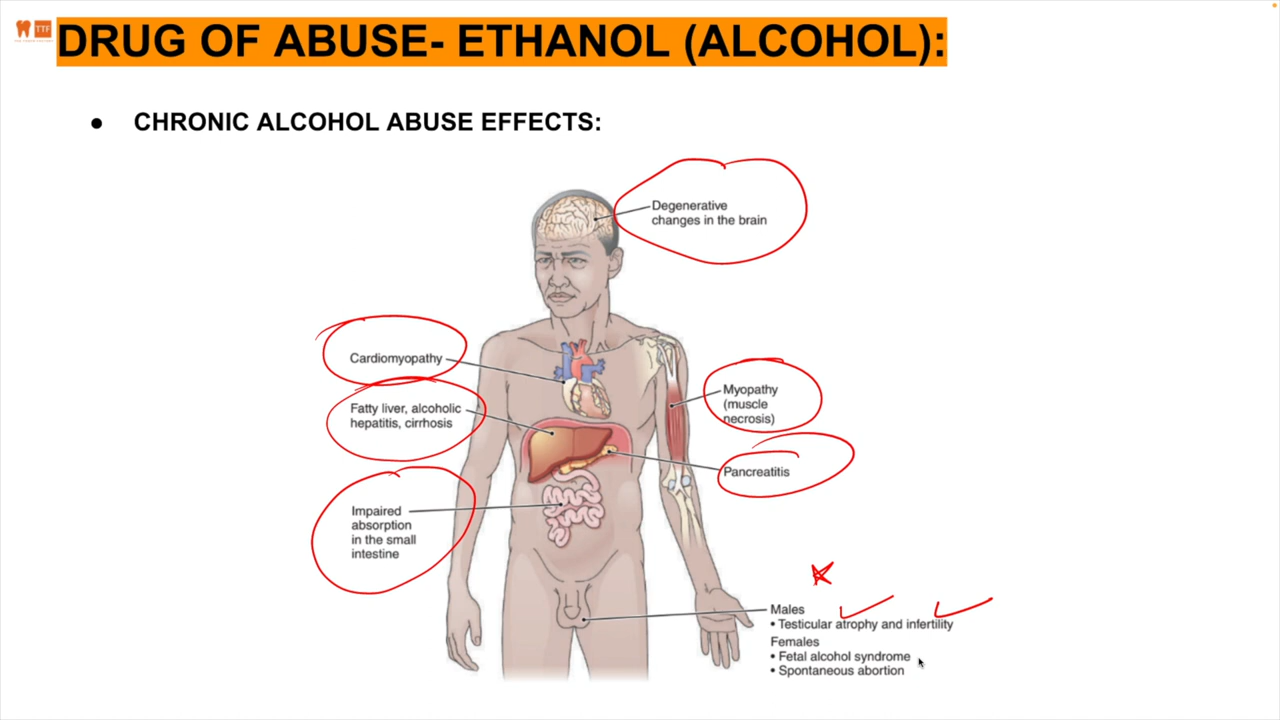 TTF
DRUG OF ABUSE- ETHANOL (ALCOHOL):
● CHRONIC ALCOHOL ABUSE EFFECTS:
Degenerative
changes in the brain
Cardiomyopathy
Fatty liver, alcoholic
hepatitis, cirrhosis
Impaired
absorption
in the small
intestine
Myopathy
(muscle
necrosis)
Pancreatitis
Males
• Testicular atrophy and infertility
Females
• Fetal alcohol syndrome
• Spontaneous abortion